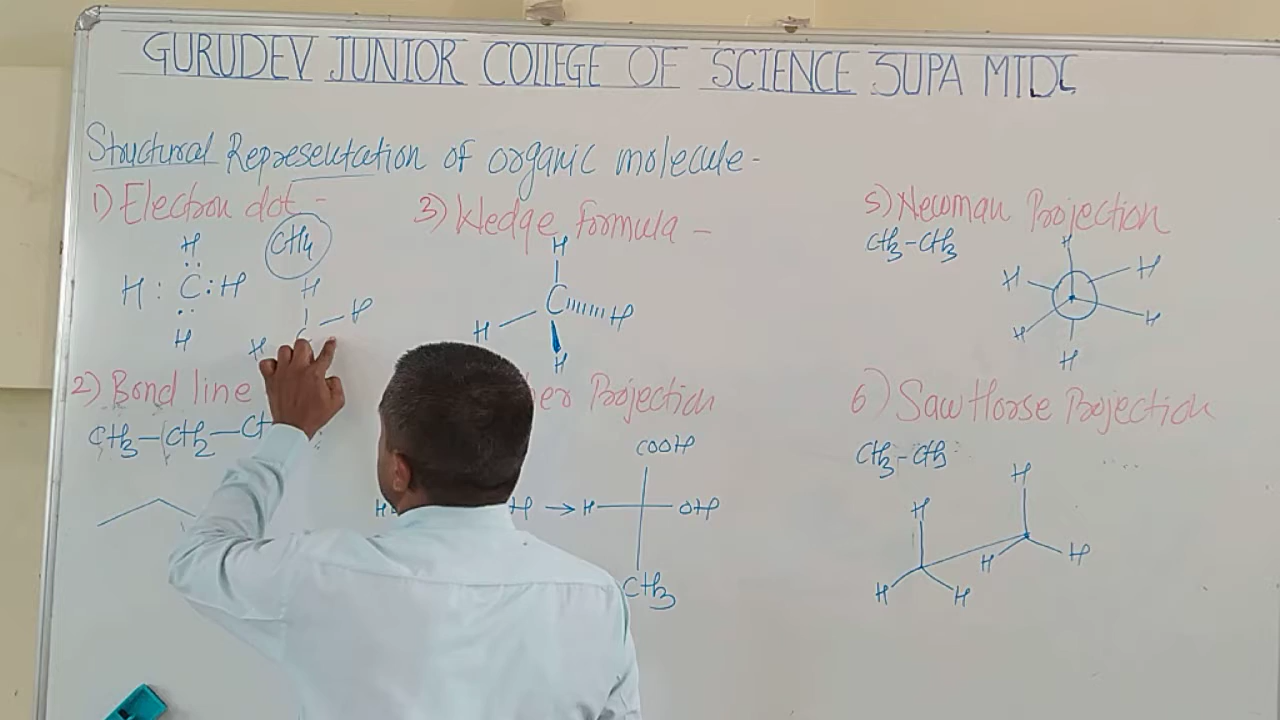 GURUDEV JUNIOR COLLEGE OF SCIENCE SUPA MIDC
Structural Representation of organic molecule -
1) Electron dot -
CH4
H
H : C : H
H
H
H
H
2) Bond line
CH3-CH2-CH
3) Wedge formula -
H
C
H
H
H
Projection
COOH
H → H OH
CH3
5) Newman Projection
CH3-CH3
H
H H
H H
H
6) Saw Horse Projection
CH3-CH3
H H
H H
H H